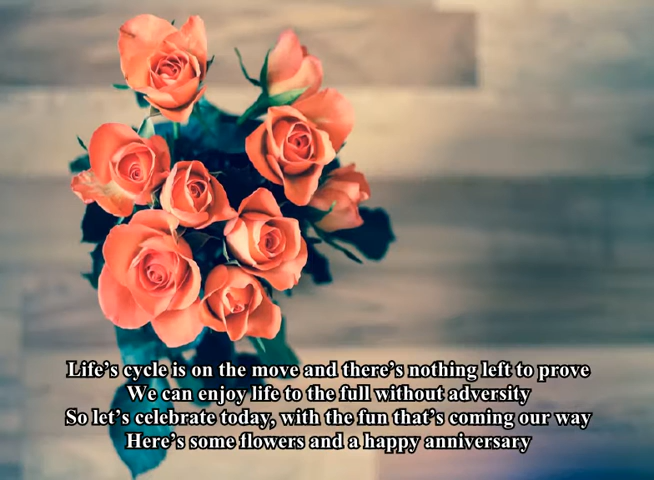 Life's cycle is on the move and there's nothing left to prove
We can enjoy life to the full without adversity
So let's celebrate today, with the fun that's coming our way
Here's some flowers and a happy anniversary